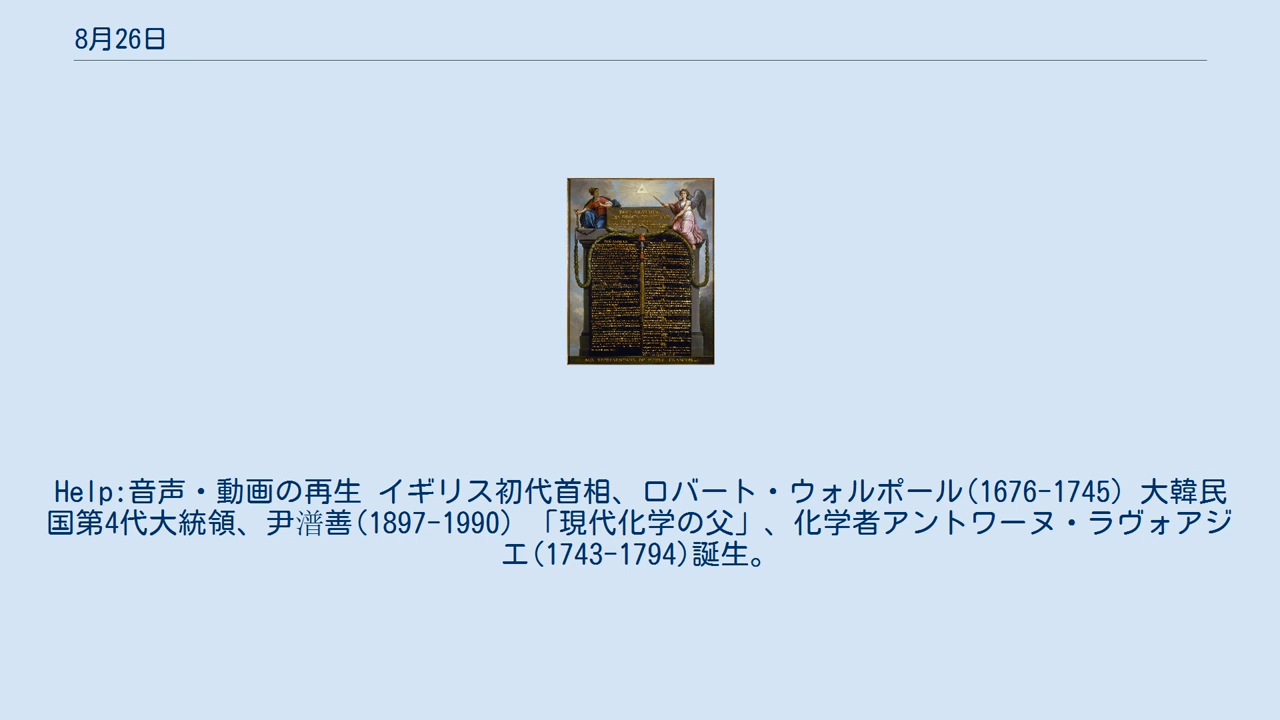 8月26日
Help:音声・動画の再生 イギリス初代首相、ロバート・ウォルポール(1676-1745) 大韓民
国第4代大統領、尹潽善(1897-1990) 「現代化学の父」、化学者アントワーヌ・ラヴォアジ
エ(1743-1794)誕生。